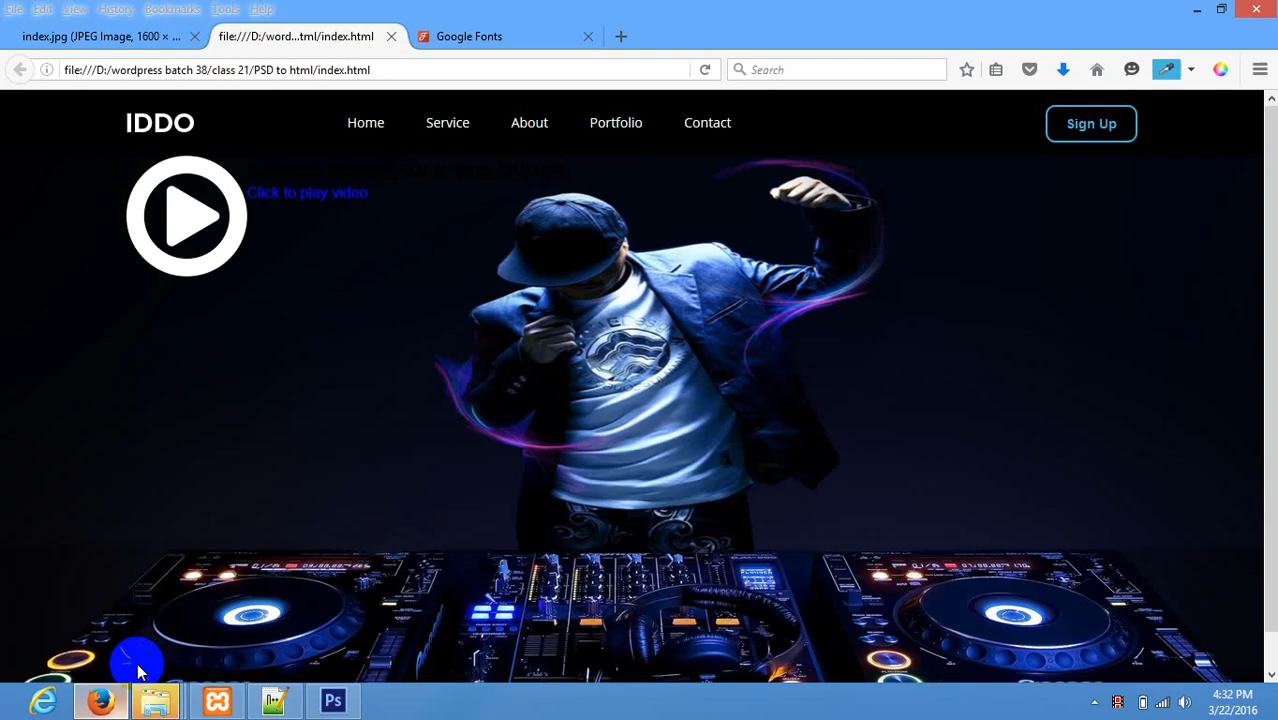 File Edit View History Bookmarks Tools Help
index.jpg (JPEG Image, 1600 × ... file:///D:/word...tml/index.html Google Fonts
file:///D:/wordpress batch 38/class 21/PSD to html/index.html Search
IDDO Home Service About Portfolio Contact Sign Up
Click to play video
Ps 4:32 PM
3/22/2016